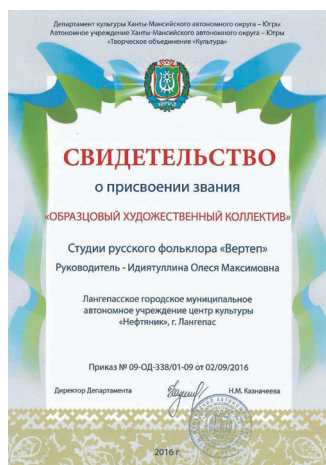 Департамент культуры Ханты-Мансийского автономного округа – Югры
Автономное учреждение Ханты-Мансийского автономного округа – Югры
«Творческое объединение «Культура»
ЮГРА
СВИДЕТЕЛЬСТВО
о присвоении звания
«ОБРАЗЦОВЫЙ ХУДОЖЕСТВЕННЫЙ КОЛЛЕКТИВ»
Студии русского фольклора «Вертеп»
Руководитель - Идиятуллина Олеся Максимовна
Лангепасское городское муниципальное
автономное учреждение центр культуры
«Нефтяник», г. Лангепас
Приказ № 09-ОД-338/01-09 от 02/09/2016
Директор Департамента Н.М. Казначеева
2016 г.